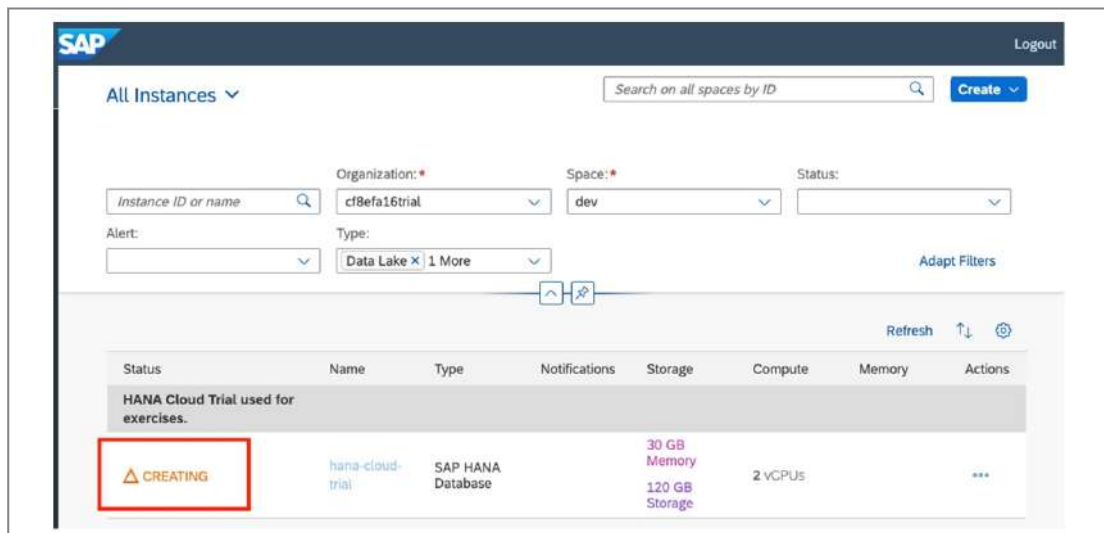 SAP
Logout
All Instances
Search on all spaces by ID
Create
Organization:*
Space:*
Status:
Instance ID or name
cf8efa16trial
dev
Alert:
Type:
Data Lake × 1 More
Adapt Filters
Refresh
Status Name Type Notifications Storage Compute Memory Actions
HANA Cloud Trial used for
exercises.
CREATING
hana-cloud-
trial
SAP HANA
Database
30 GB
Memory
120 GB
Storage
2 vCPUs